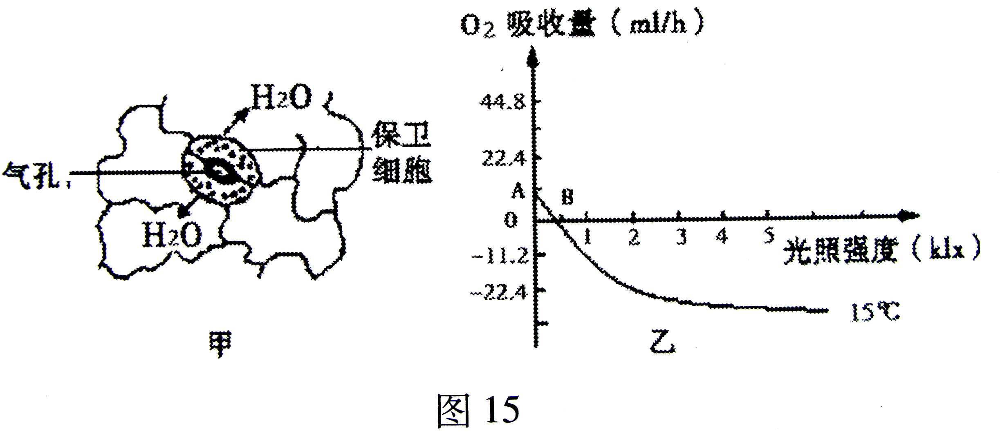 H₂O
保卫
细胞
气孔
H₂O
甲
O₂ 吸收量（ml/h）
44.8
22.4
A
B
0
1 2 3 4 5
光照强度（klx）
-11.2
-22.4
15℃
乙
图 15